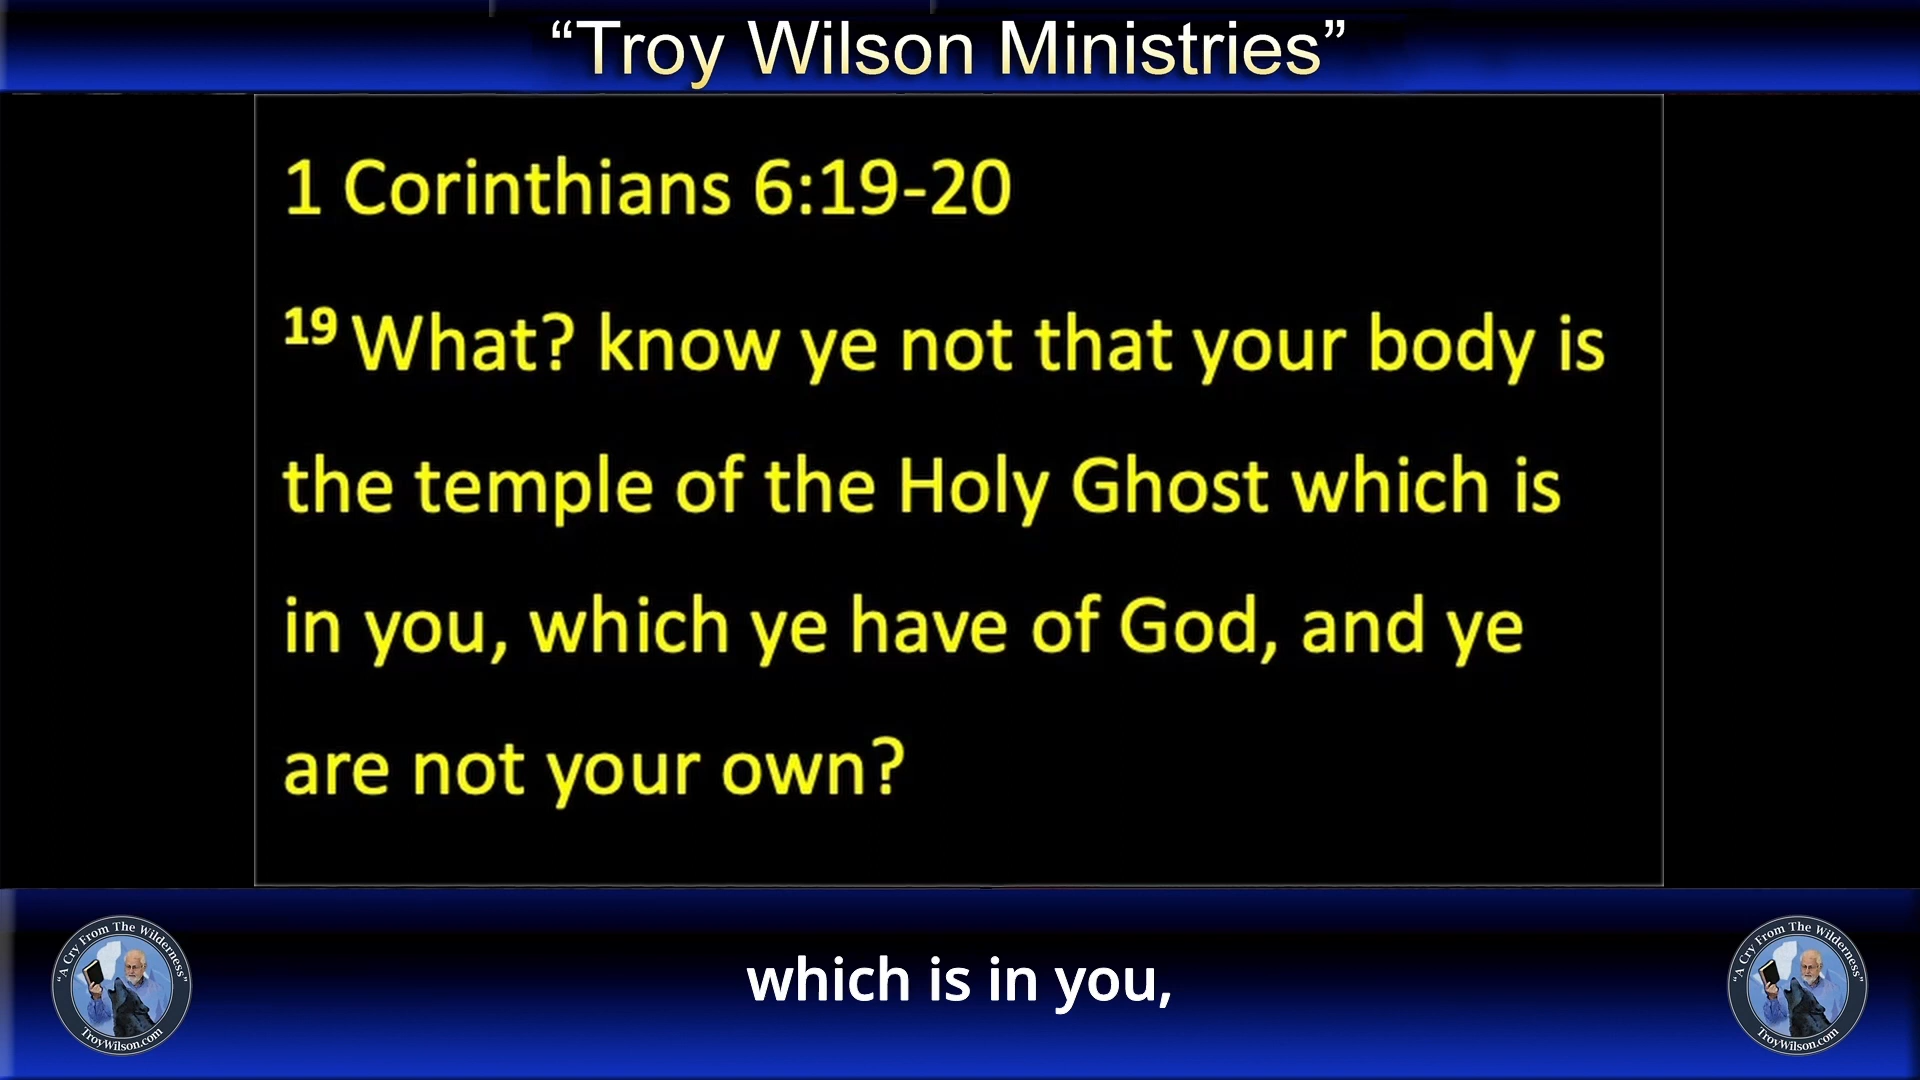 “Troy Wilson Ministries”
1 Corinthians 6:19-20
19 What? know ye not that your body is
the temple of the Holy Ghost which is
in you, which ye have of God, and ye
are not your own?
which is in you,
“A Cry From The Wilderness”
TroyWilson.com
“A Cry From The Wilderness”
TroyWilson.com